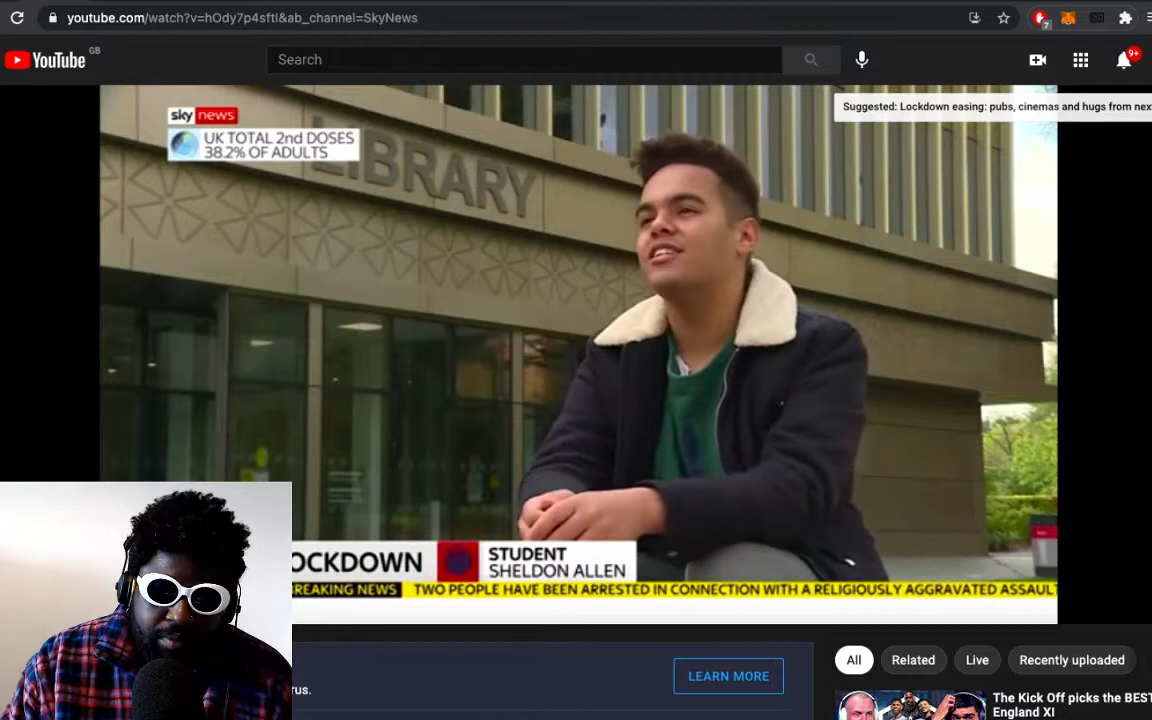 youtube.com/watch?v=hOdy7p4sftI&ab_channel=SkyNews
7
YouTube GB
Search
9+
Suggested: Lockdown easing: pubs, cinemas and hugs from
sky news
UK TOTAL 2nd DOSES
38.2% OF ADULTS
LIBRARY
OCKDOWN
STUDENT
SHELDON ALLEN
BREAKING NEWS TWO PEOPLE HAVE BEEN ARRESTED IN CONNECTION WITH A RELIGIOUSLY AGGRAVATED ASSAULT
LEARN MORE
rus.
All
Related
Live
Recently uploaded
The Kick Off picks the BEST
England XI